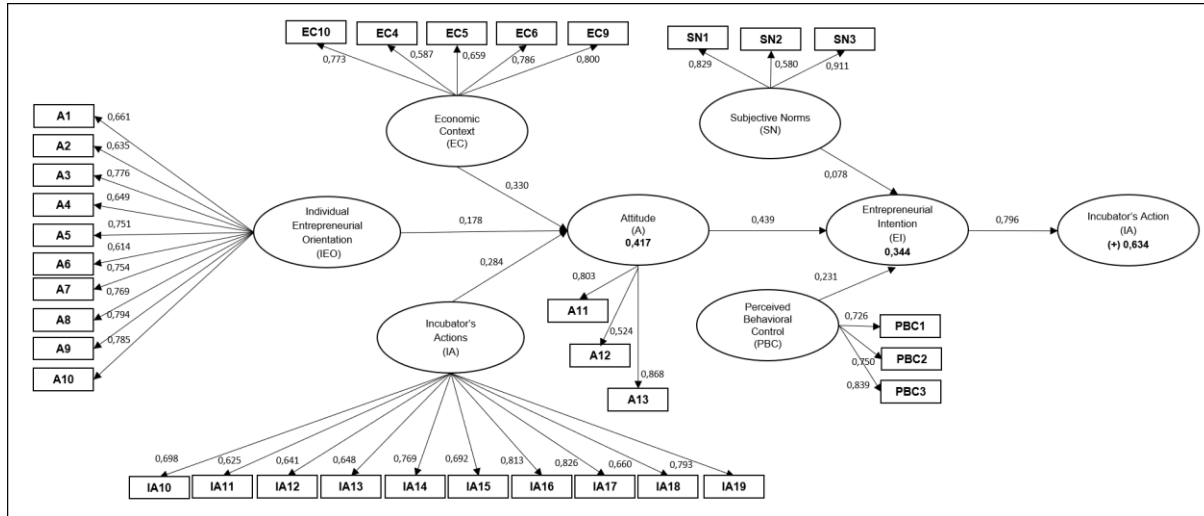 EC10 EC4 EC5 EC6 EC9
0,773 0,587 0,659 0,786 0,800
SN1 SN2 SN3
0,829 0,580 0,911
Economic
Context
(EC)
Subjective Norms
(SN)
A1 0,661
A2 0,635
A3 0,776
A4 0,649
A5 0,751
A6 0,614
A7 0,754
A8 0,769
A9 0,794
A10 0,785
0,330
0,078
Individual
Entrepreneurial
Orientation
(IEO)
0,178
Attitude
(A)
0,417
0,439
Entrepreneurial
Intention
(EI)
0,344
0,796
Incubator's Action
(IA)
(+) 0,634
0,284
0,231
Incubator's
Actions
(IA)
0,803
A11
0,524
A12
0,868
A13
Perceived
Behavioral
Control
(PBC)
0,726 PBC1
0,750 PBC2
0,839 PBC3
0,698 0,625 0,641 0,648 0,769 0,692 0,813 0,826 0,660 0,793
IA10 IA11 IA12 IA13 IA14 IA15 IA16 IA17 IA18 IA19